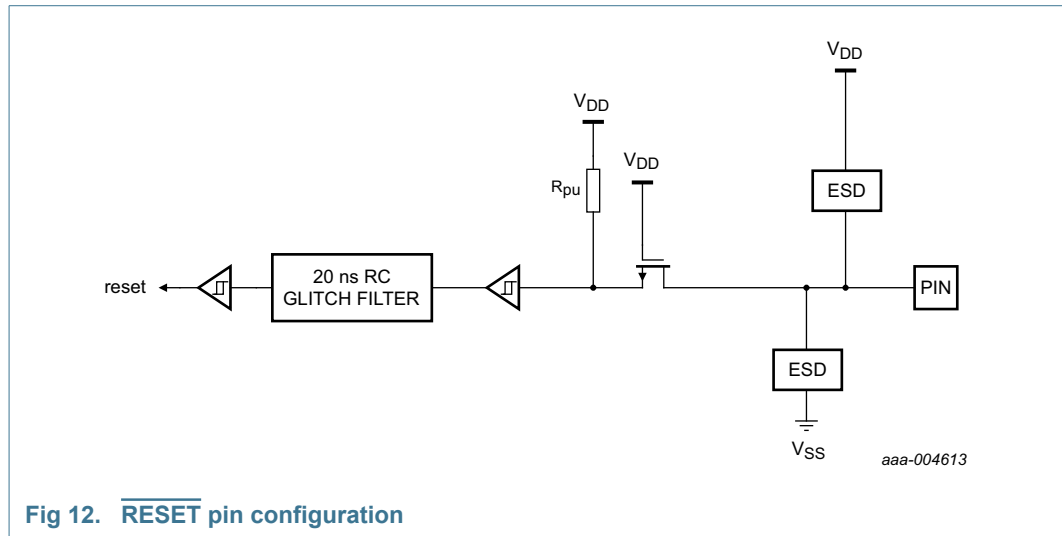 VDD
VDD
VDD
Rpu
ESD
reset
20 ns RC
GLITCH FILTER
PIN
ESD
VSS
aaa-004613
Fig 12. RESET pin configuration